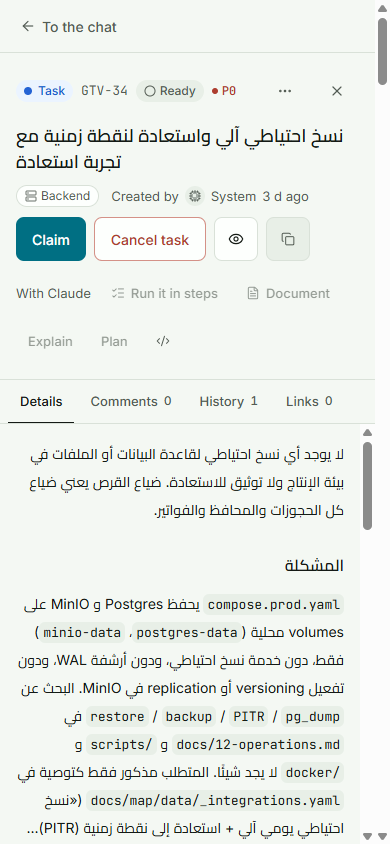 To the chat
Task GTV-34 Ready P0
نسخ احتياطي آلي واستعادة لنقطة زمنية مع
تجربة استعادة
Backend Created by System 3 d ago
Claim Cancel task
With Claude Run it in steps Document
Explain Plan </>
Details Comments 0 History 1 Links 0
لا يوجد أي نسخ احتياطي لقاعدة البيانات أو الملفات في
بيئة الإنتاج ولا توثيق للاستعادة. ضياع القرص يعني ضياع
كل الحجوزات والمحافظ والفواتير.
المشكلة
compose.prod.yaml يحفظ Postgres و MinIO على
volumes محلية (postgres-data، minio-data)
فقط، دون خدمة نسخ احتياطي، ودون أرشفة WAL، ودون
تفعيل versioning أو replication في MinIO. البحث عن
pg_dump / PITR / backup / restore في
docs/12-operations.md و scripts/ و
docker/ لا يجد شيئًا. المتطلب مذكور فقط كتوصية في
docs/map/data/_integrations.yaml («نسخ
احتياطي يومي آلي + استعادة إلى نقطة زمنية (PITR)...